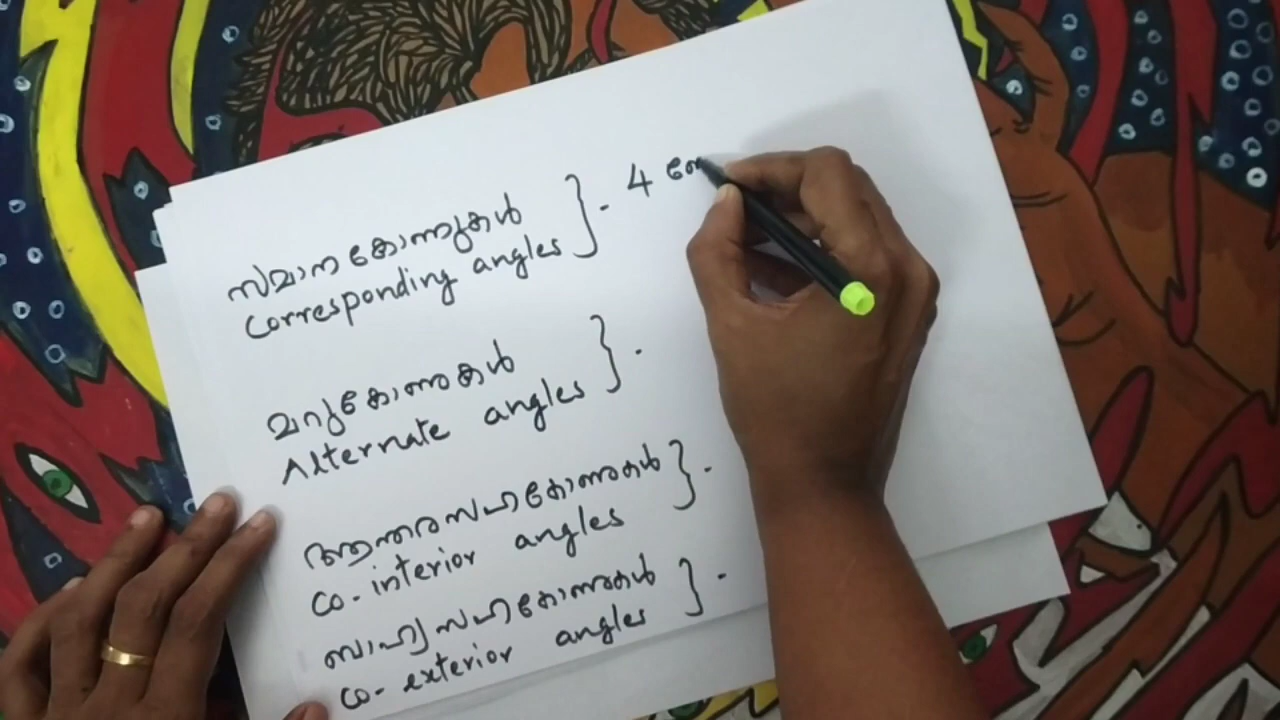 സമാന കോണുകൾ } - 4
Corresponding angles
മറുകോണുകൾ } -
Alternate angles
ആന്തരസഹകോണുകൾ } -
Co-interior angles
ബാഹ്യസഹകോണുകൾ } -
Co-exterior angles